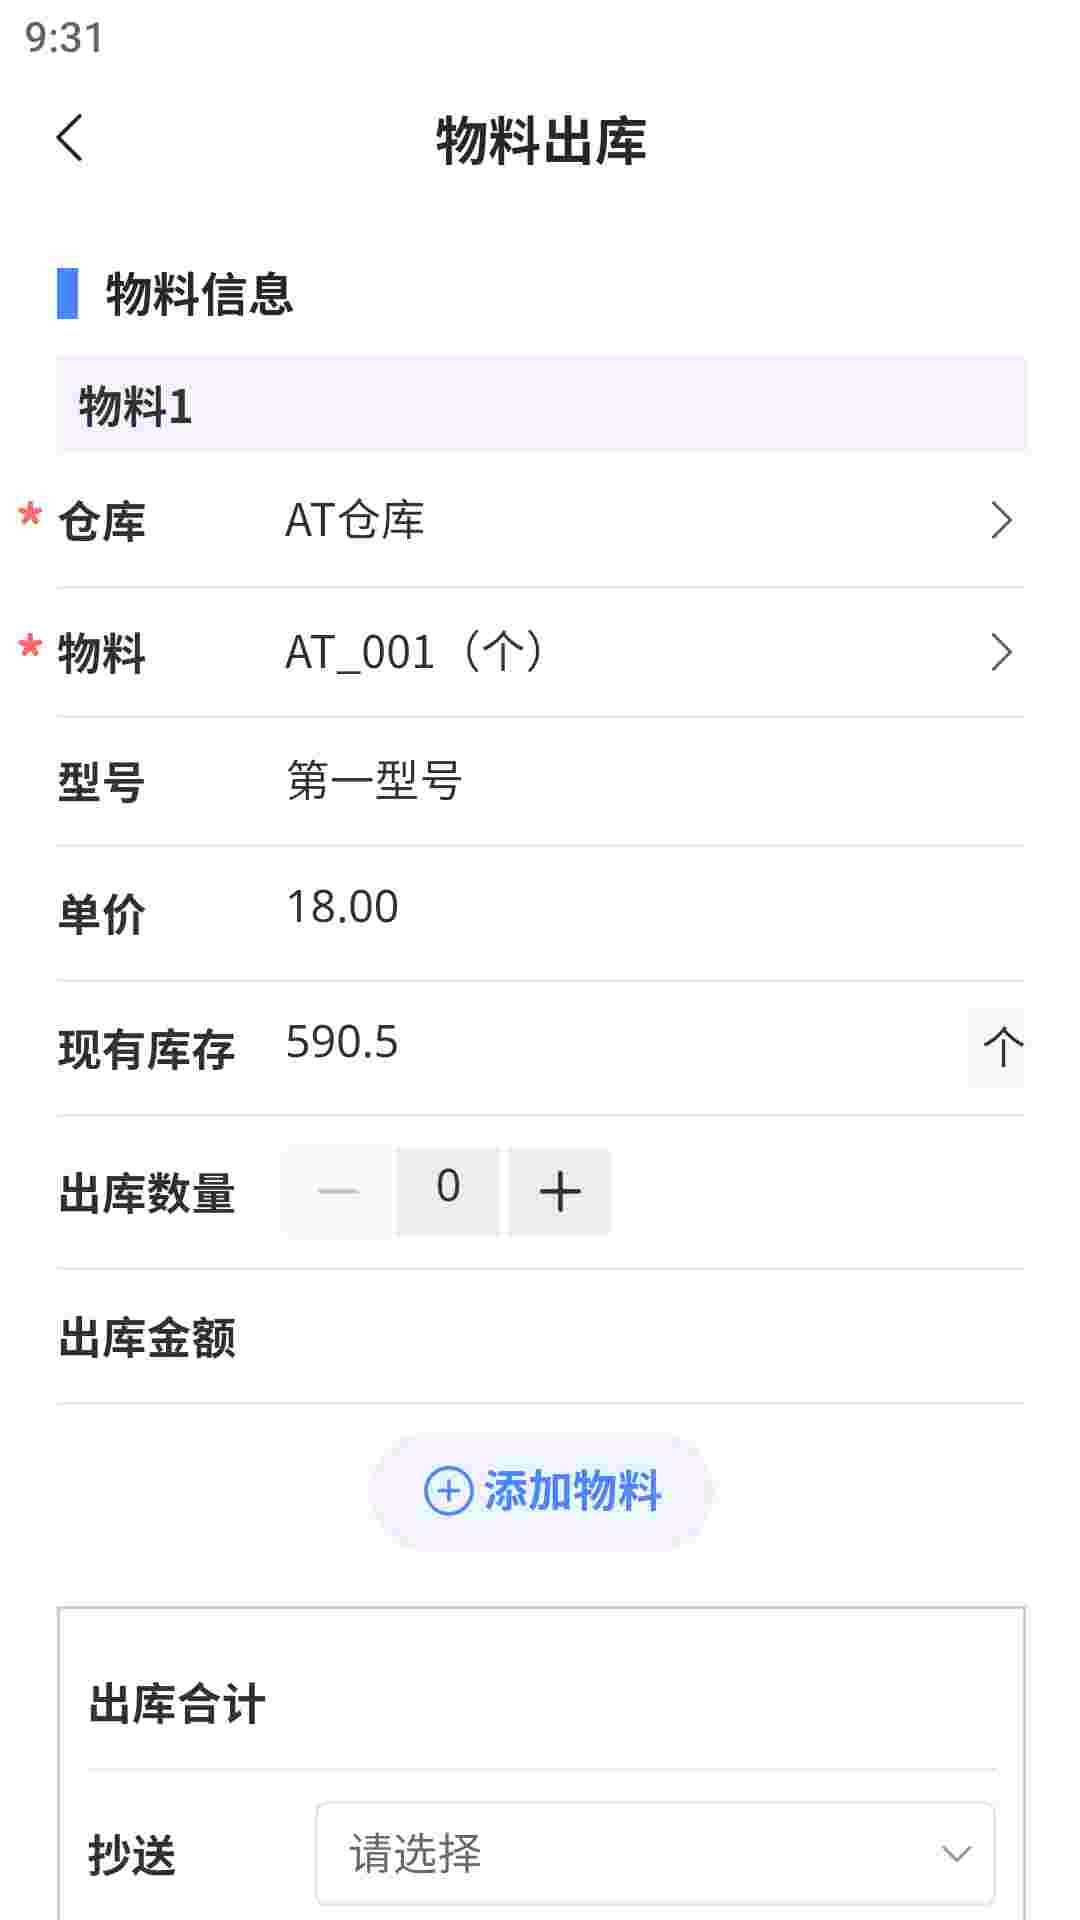 9:31
物料出库
物料信息
物料1
* 仓库 AT仓库
* 物料 AT_001（个）
型号 第一型号
单价 18.00
现有库存 590.5 个
出库数量 — 0 +
出库金额
添加物料
出库合计
抄送 请选择